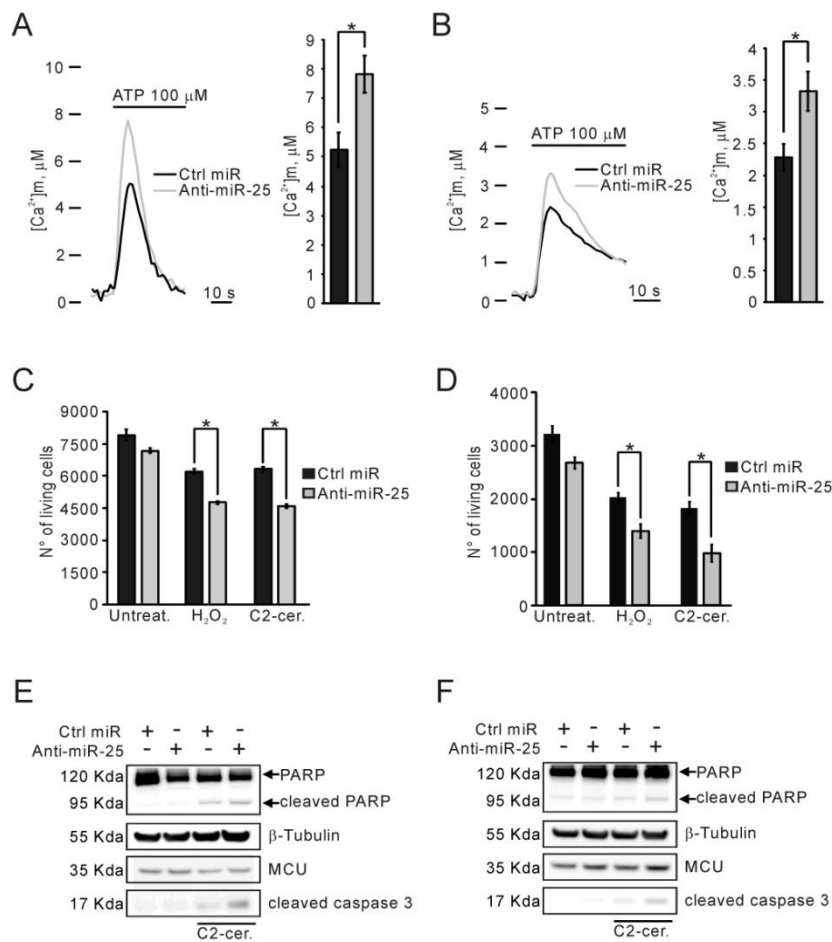 A
ATP 100 μM
Ctrl miR
Anti-miR-25
[Ca²⁺]m, μM
10
8
6
4
2
0
10 s
*
[Ca²⁺]m, μM
9
8
7
6
5
4
3
2
1
0
B
ATP 100 μM
Ctrl miR
Anti-miR-25
[Ca²⁺]m, μM
5
4
3
2
1
0
10 s
*
[Ca²⁺]m, μM
4
3.5
3
2.5
2
1.5
1
0.5
0
C
N° of living cells
9000
7500
6000
4500
3000
1500
0
* *
Ctrl miR
Anti-miR-25
Untreat. H₂O₂ C2-cer.
D
N° of living cells
3000
2000
1000
0
* *
Ctrl miR
Anti-miR-25
Untreat. H₂O₂ C2-cer.
E
Ctrl miR + - + -
Anti-miR-25 - + - +
120 Kda PARP
95 Kda cleaved PARP
55 Kda β-Tubulin
35 Kda MCU
17 Kda cleaved caspase 3
C2-cer.
F
Ctrl miR + - + -
Anti-miR-25 - + - +
120 Kda PARP
95 Kda cleaved PARP
55 Kda β-Tubulin
35 Kda MCU
17 Kda cleaved caspase 3
C2-cer.